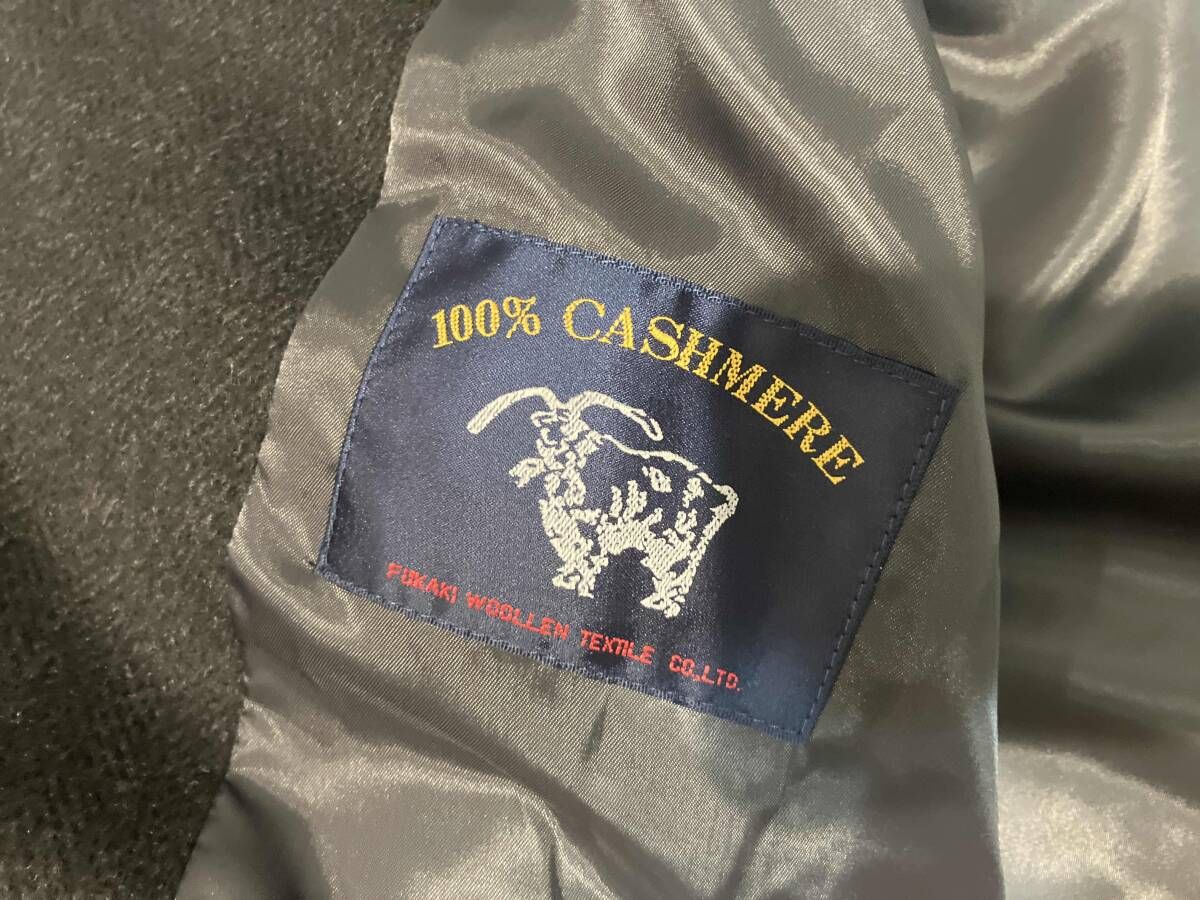 100% CASHMERE
FUKAKI WOOLLEN TEXTILE CO.,LTD.